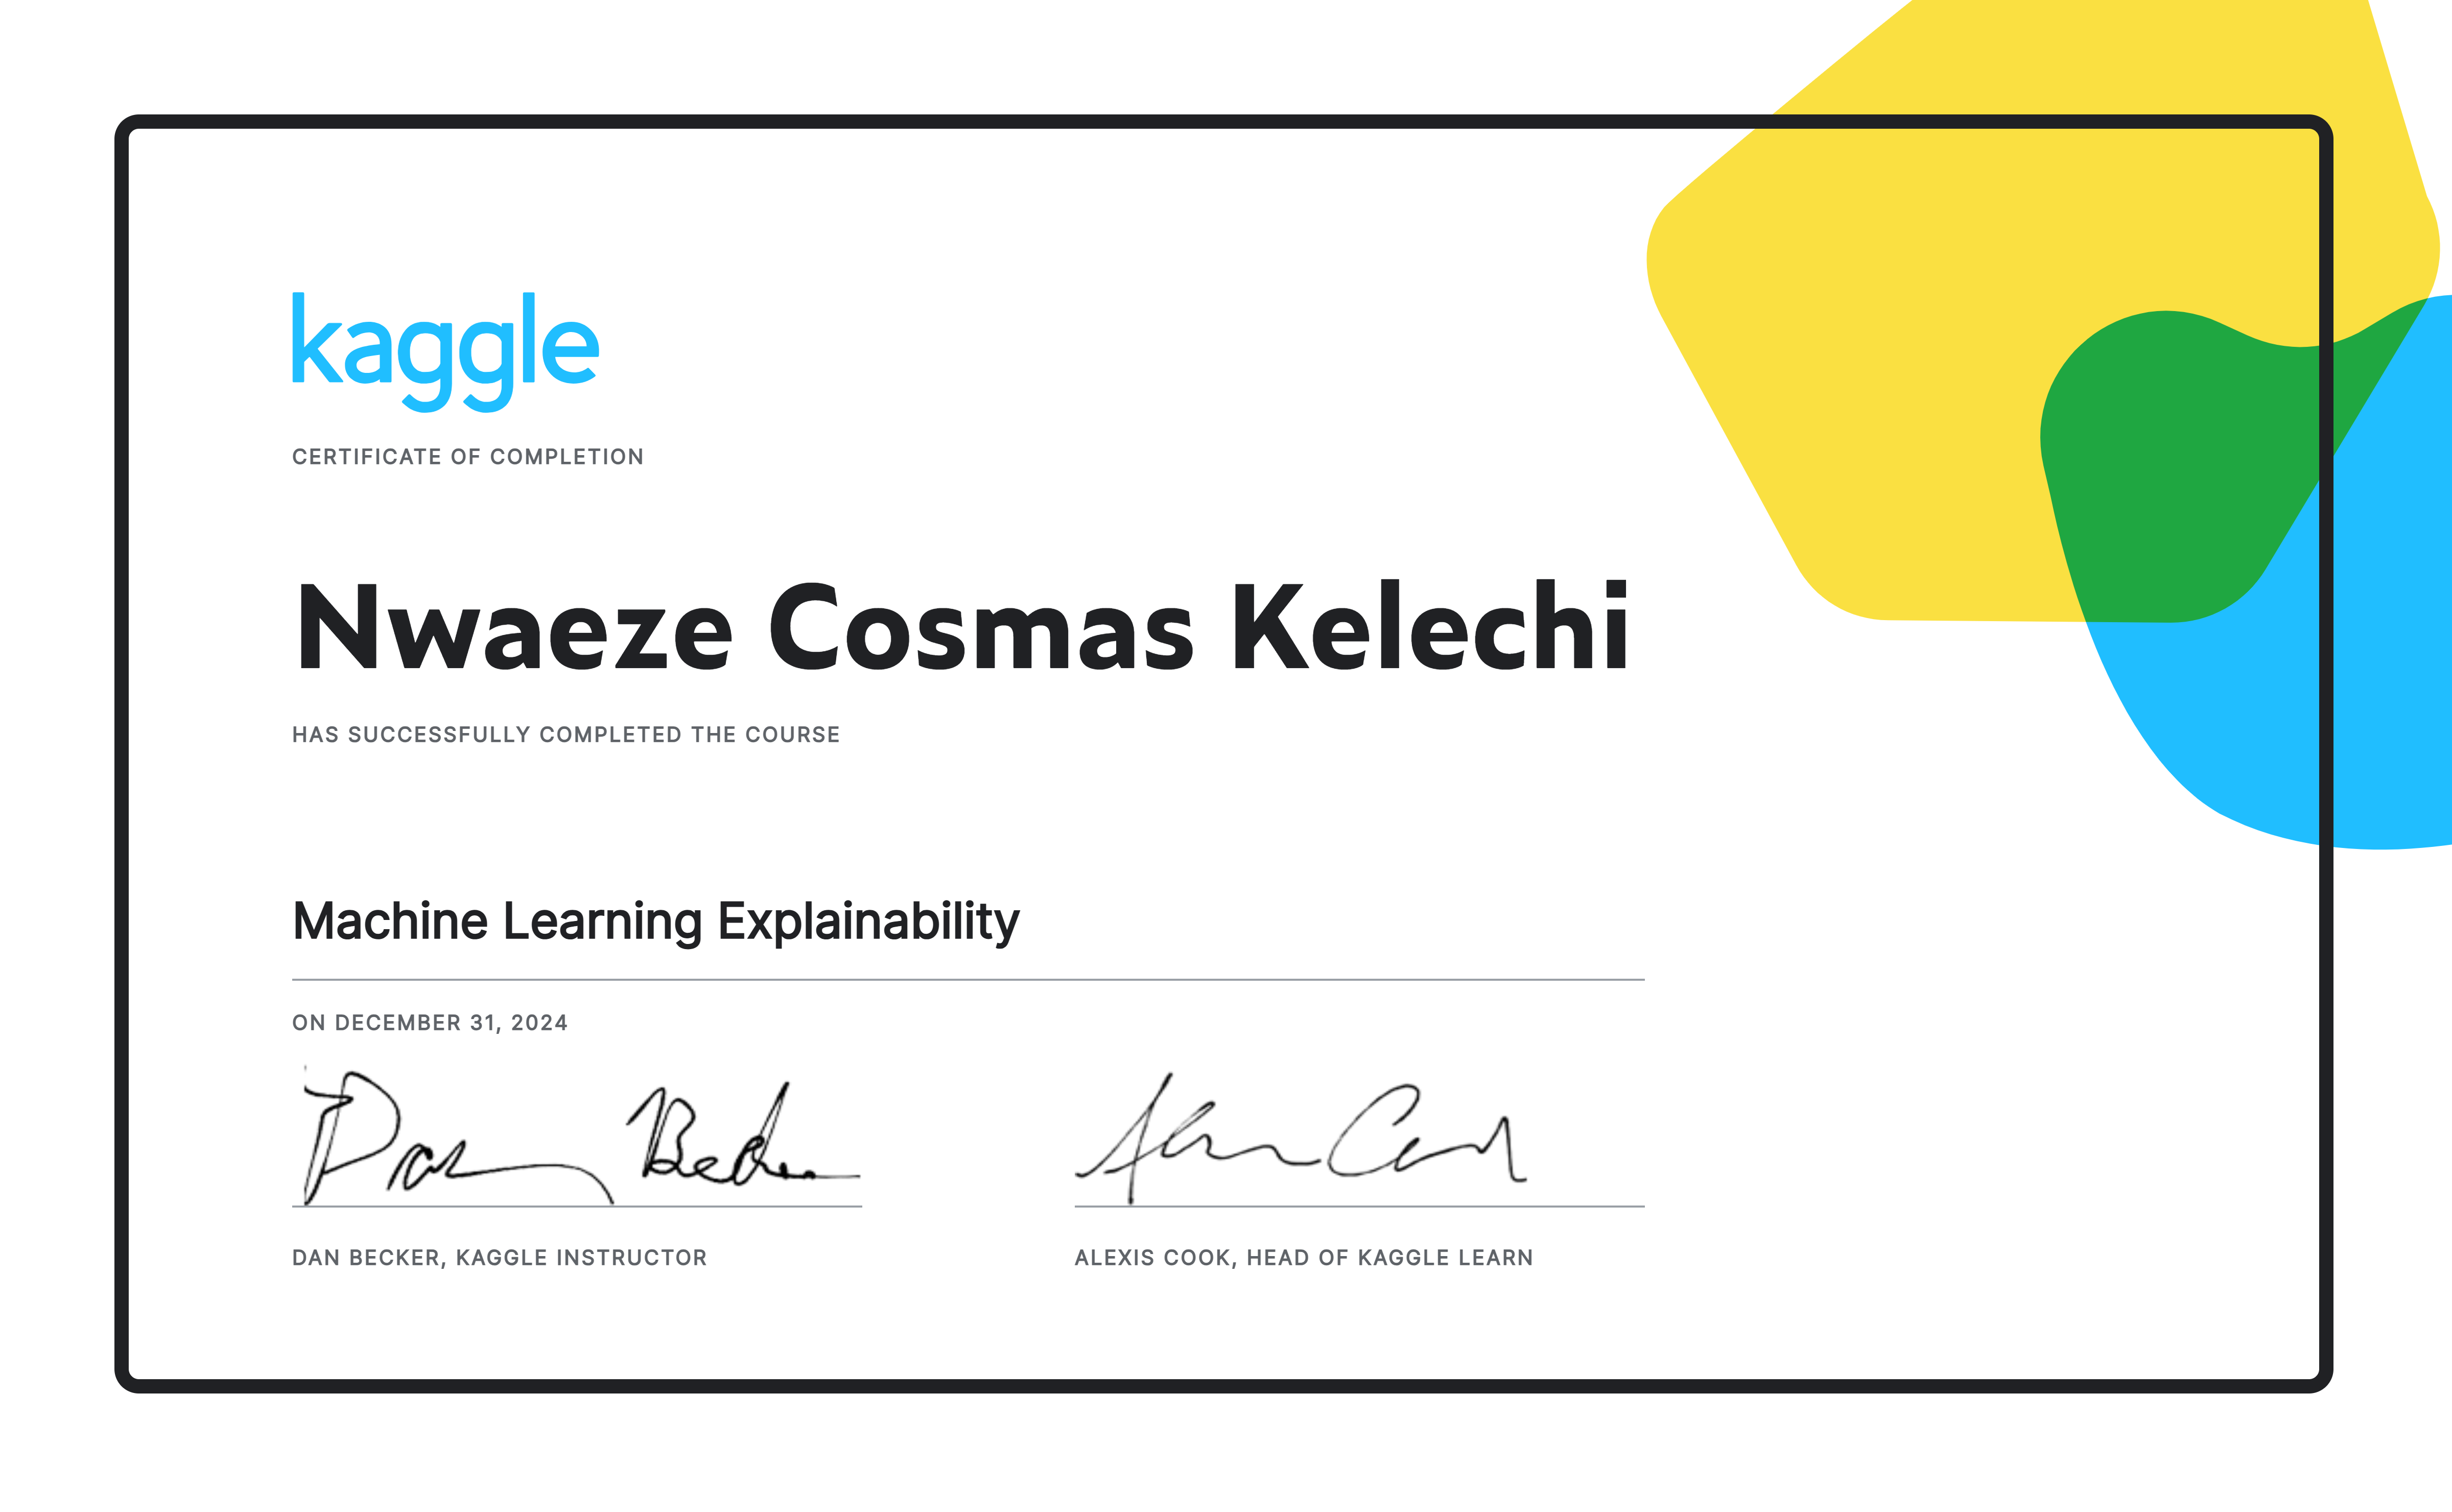 kaggle
CERTIFICATE OF COMPLETION
Nwaeze Cosmas Kelechi
HAS SUCCESSFULLY COMPLETED THE COURSE
Machine Learning Explainability
ON DECEMBER 31, 2024
Dan Becker Alexis Cook
DAN BECKER, KAGGLE INSTRUCTOR ALEXIS COOK, HEAD OF KAGGLE LEARN